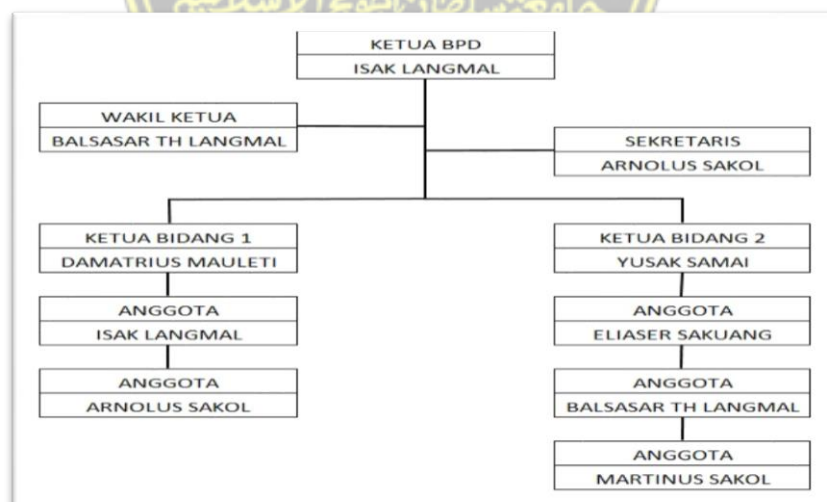 KETUA BPD
ISAK LANGMAL
WAKIL KETUA
BALSASAR TH LANGMAL
SEKRETARIS
ARNOLUS SAKOL
KETUA BIDANG 1
DAMATRIUS MAULETI
ANGGOTA
ISAK LANGMAL
ANGGOTA
ARNOLUS SAKOL
KETUA BIDANG 2
YUSAK SAMAI
ANGGOTA
ELIASER SAKUANG
ANGGOTA
BALSASAR TH LANGMAL
ANGGOTA
MARTINUS SAKOL